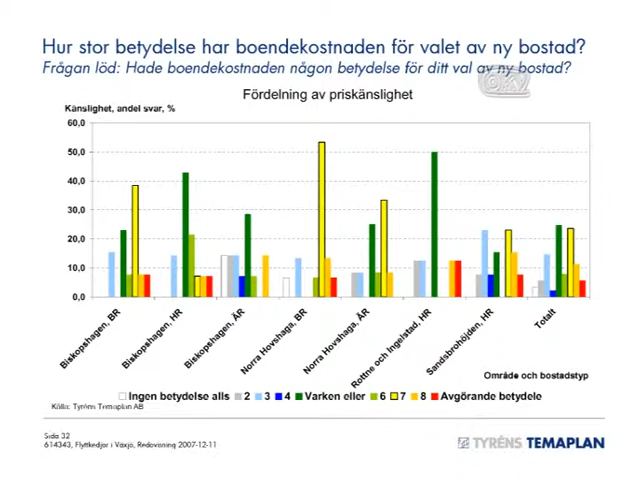 Hur stor betydelse har boendekostnaden för valet av ny bostad?
Frågan löd: Hade boendekostnaden någon betydelse för ditt val av ny bostad?
Fördelning av priskänslighet
Känslighet, andel svar, %
60,0
50,0
40,0
30,0
20,0
10,0
0,0
Biskopshagen, BR
Biskopshagen, HR
Biskopshagen, ÄR
Norra Hovshaga, BR
Norra Hovshaga, ÄR
Rottne och Ingelstad, HR
Sandsbrohöjden, HR
Totalt
Område och bostadstyp
Ingen betydelse alls 2 3 4 Varken eller 6 7 8 Avgörande betydele
Källa: Tyréns Temaplan AB
Sida 32
614343, Flyttkedjor i Växjö, Redovisning 2007-12-11
TYRÉNS TEMAPLAN